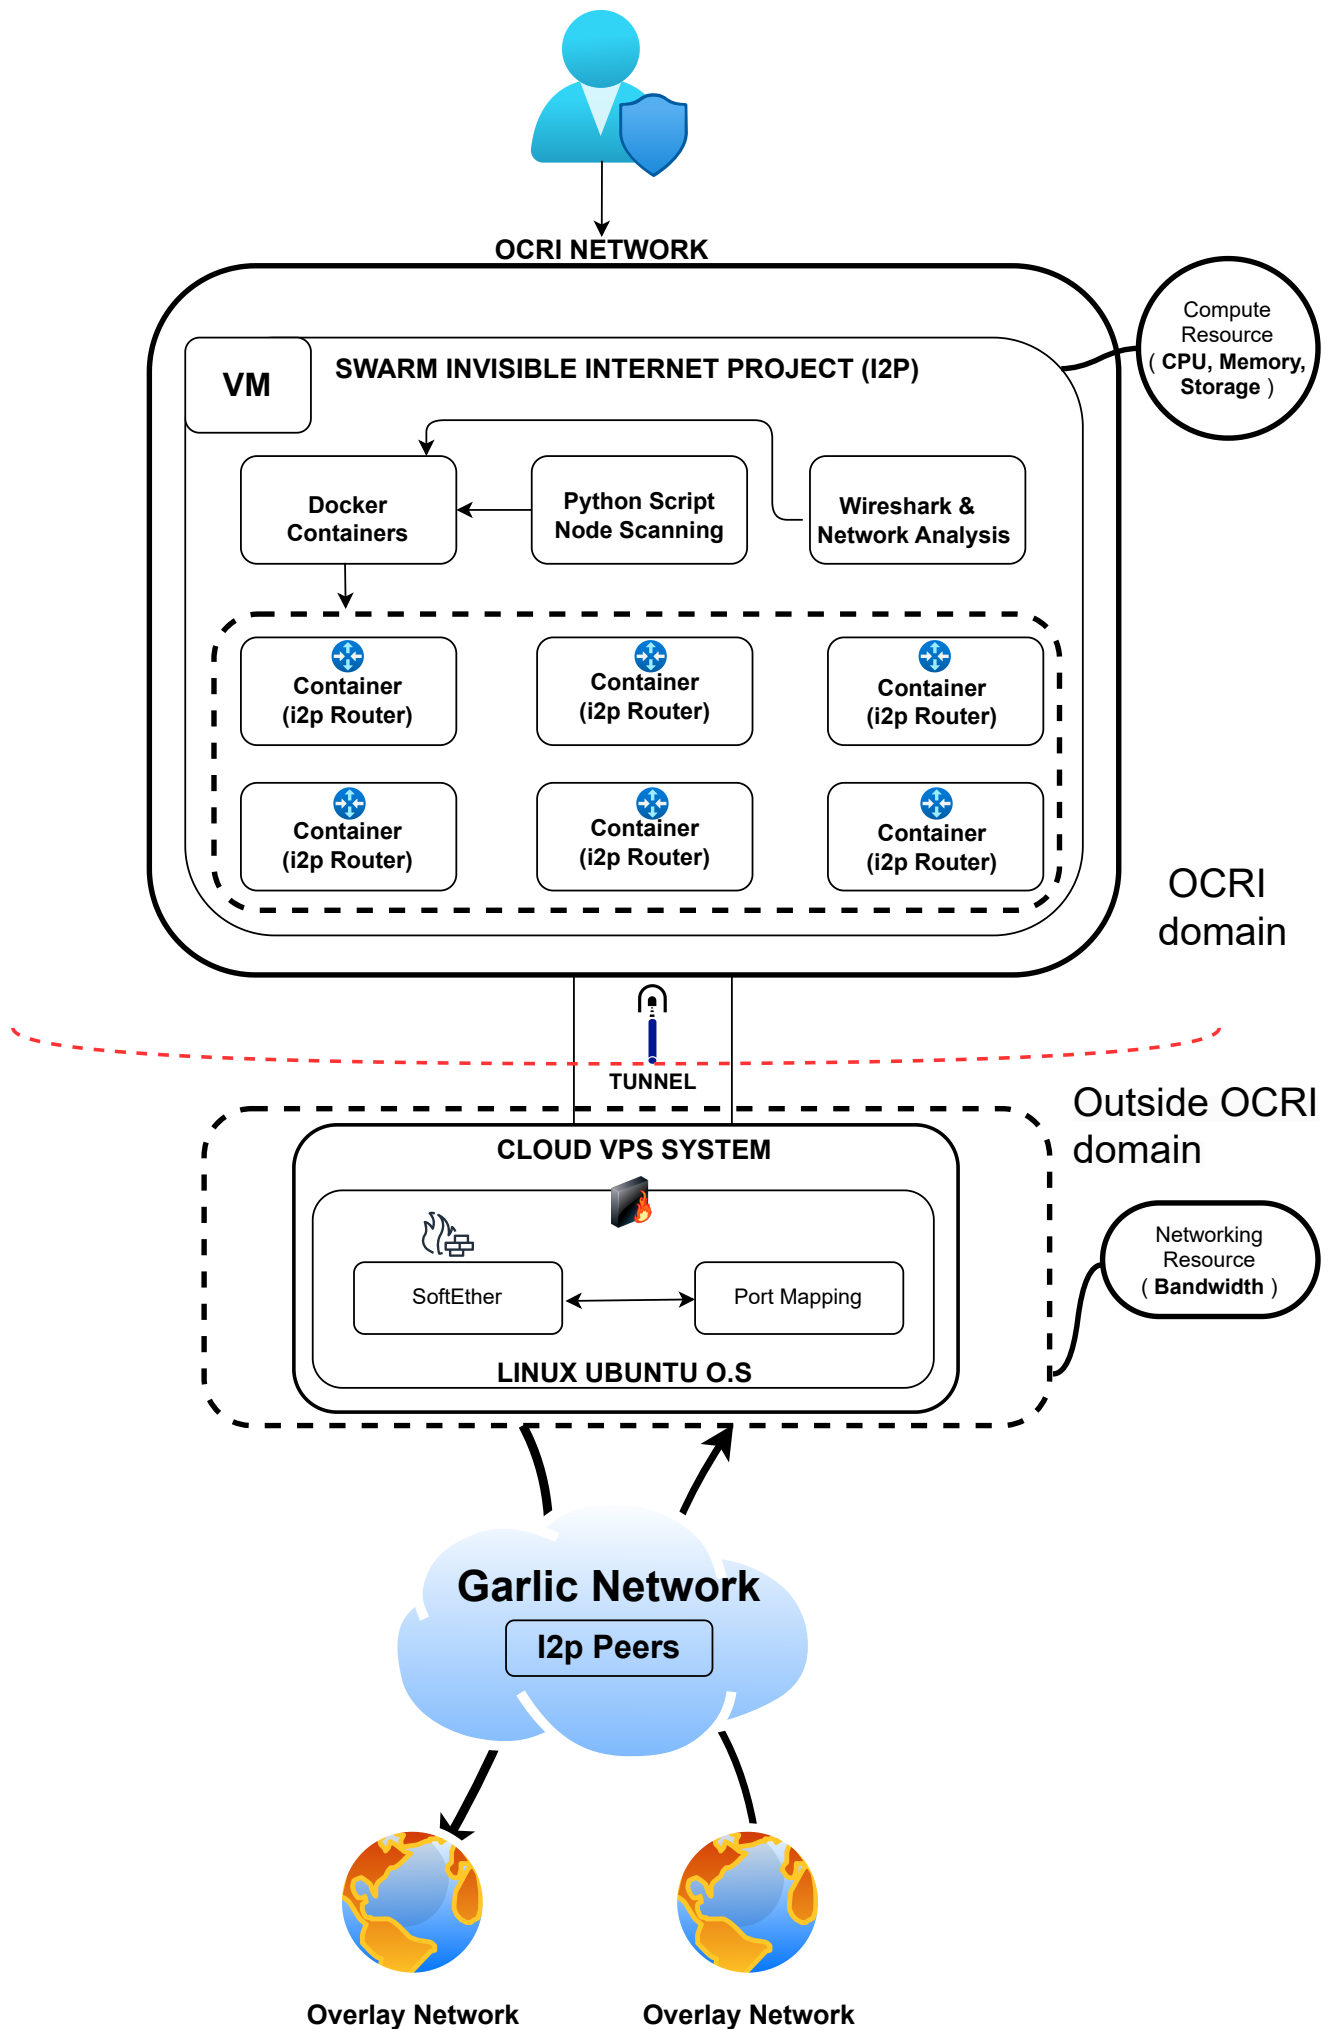 OCRI NETWORK
VM
SWARM INVISIBLE INTERNET PROJECT (I2P)
Compute
Resource
( CPU, Memory,
Storage )
Docker
Containers
Python Script
Node Scanning
Wireshark &
Network Analysis
Container
(i2p Router)
Container
(i2p Router)
Container
(i2p Router)
Container
(i2p Router)
Container
(i2p Router)
Container
(i2p Router)
OCRI
domain
TUNNEL
Outside OCRI
domain
CLOUD VPS SYSTEM
SoftEther
Port Mapping
LINUX UBUNTU O.S
Networking
Resource
( Bandwidth )
Garlic Network
I2p Peers
Overlay Network
Overlay Network